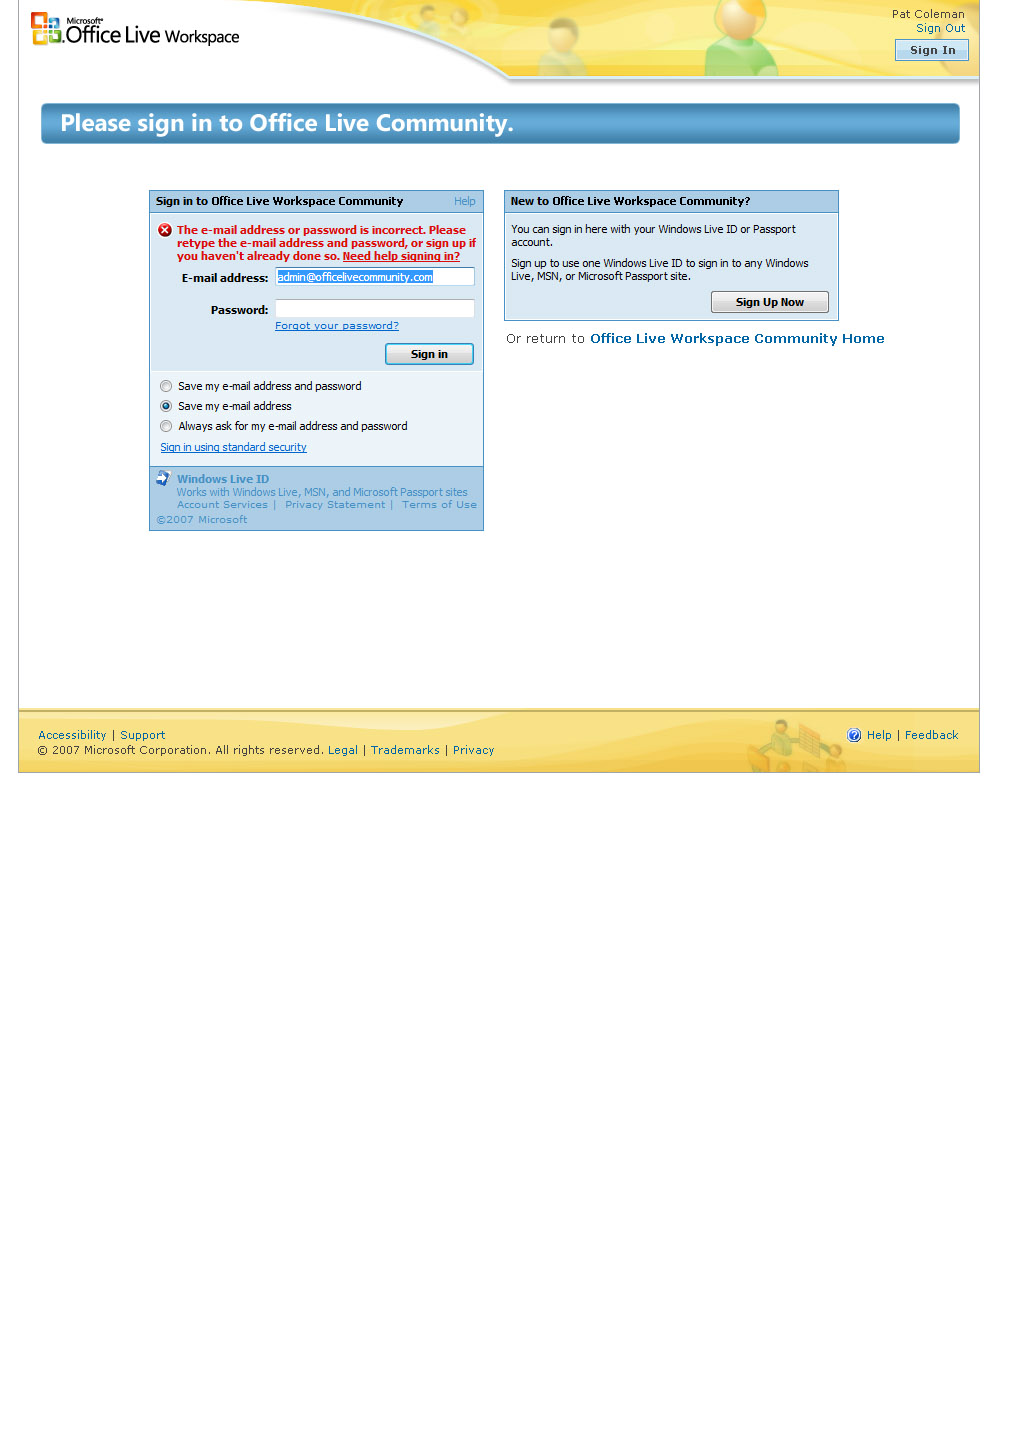 Microsoft®
Office Live Workspace
Pat Coleman
Sign Out
Sign In
Please sign in to Office Live Community.
Sign in to Office Live Workspace Community
Help
The e-mail address or password is incorrect. Please
retype the e-mail address and password, or sign up if
you haven't already done so. Need help signing in?
E-mail address: admin@officelivecommunity.com
Password:
Forgot your password?
Sign in
Save my e-mail address and password
Save my e-mail address
Always ask for my e-mail address and password
Sign in using standard security
Windows Live ID
Works with Windows Live, MSN, and Microsoft Passport sites
Account Services | Privacy Statement | Terms of Use
©2007 Microsoft
New to Office Live Workspace Community?
You can sign in here with your Windows Live ID or Passport
account.
Sign up to use one Windows Live ID to sign in to any Windows
Live, MSN, or Microsoft Passport site.
Sign Up Now
Or return to Office Live Workspace Community Home
Accessibility | Support
© 2007 Microsoft Corporation. All rights reserved. Legal | Trademarks | Privacy
Help | Feedback